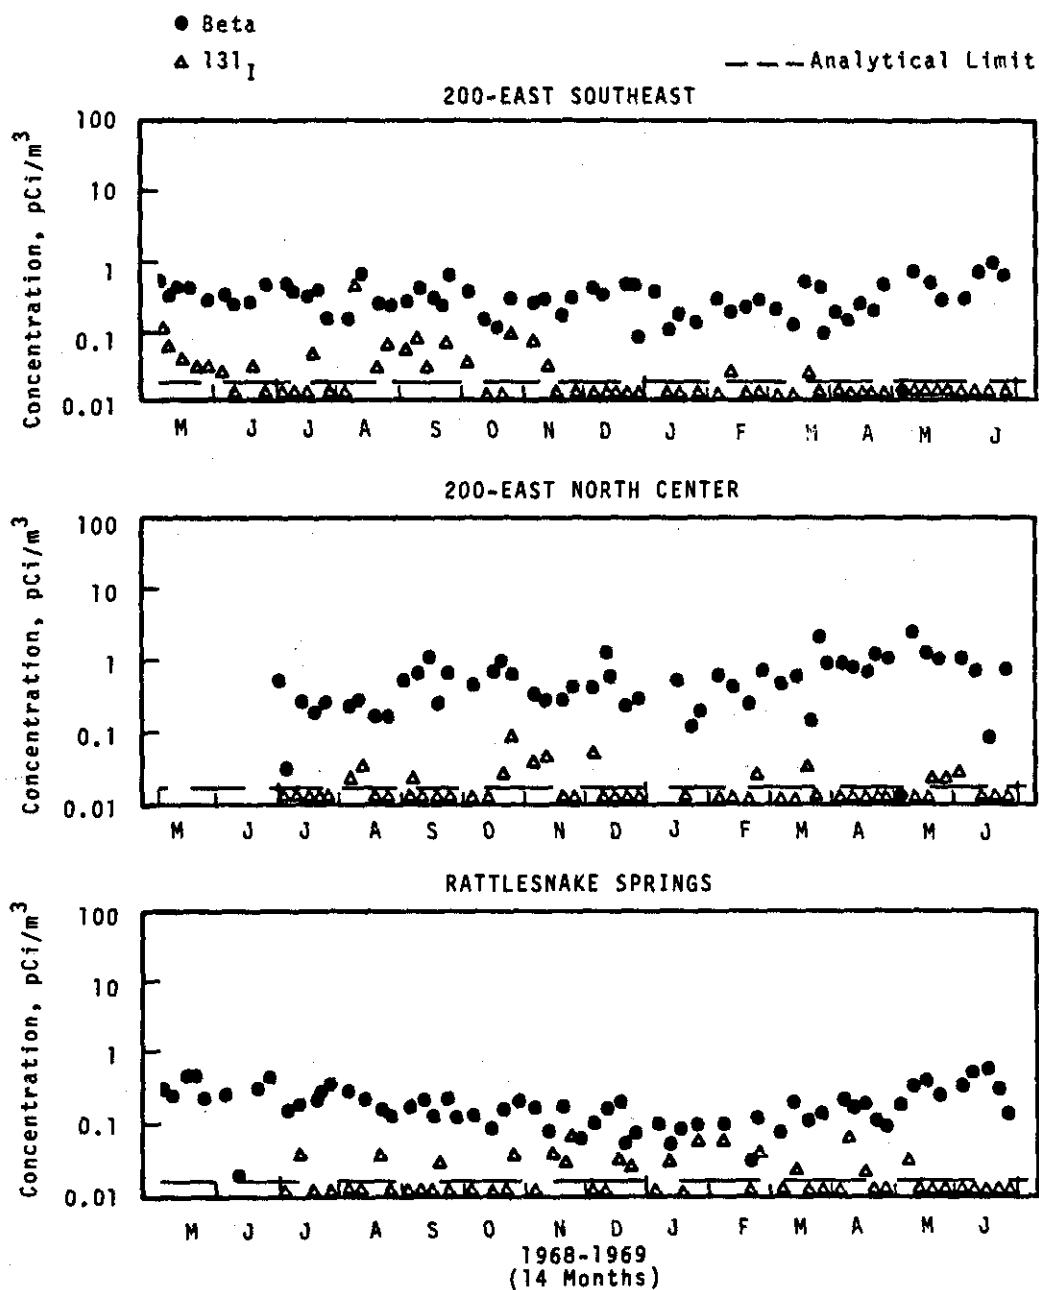 ● Beta
△ 131I
— — — Analytical Limit
200-EAST SOUTHEAST
Concentration, pCi/m3
100
10
1
0.1
0.01
M J J A S O N D J F M A M J
200-EAST NORTH CENTER
Concentration, pCi/m3
100
10
1
0.1
0.01
M J J A S O N D J F M A M J
RATTLESNAKE SPRINGS
Concentration, pCi/m3
100
10
1
0.1
0.01
M J J A S O N D J F M A M J
1968-1969
(14 Months)